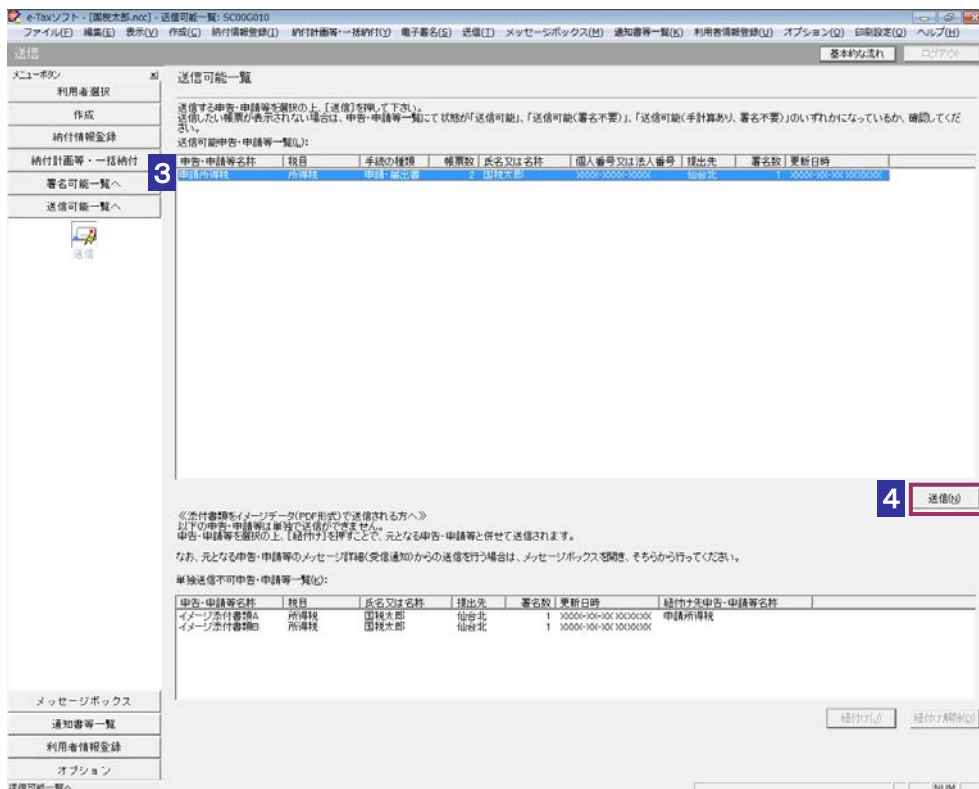 e-Taxソフト - [国税太郎.ncc] - 送信可能一覧: SC00G010
ファイル(F) 編集(E) 表示(V) 作成(C) 納付情報登録(I) 納付計画等・一括納付(Y) 電子署名(S) 送信(T) メッセージボックス(M) 通知書等一覧(K) 利用者情報登録(U) オプション(O) 印刷設定(Q) ヘルプ(H)
送信 基本的な流れ ログアウト
メニューボタン
利用者選択
作成
納付情報登録
納付計画等・一括納付
署名可能一覧へ
送信可能一覧へ
送信
送信可能一覧
送信する申告・申請等を選択の上、[送信]を押して下さい。
送信したい帳票が表示されない場合は、申告・申請等一覧にて状態が「送信可能」、「送信可能(署名不要)」、「送信可能(手計算あり、署名不要)」のいずれかになっているか、確認してくだ
さい。
送信可能申告・申請等一覧(L):
申告・申請等名称 税目 手続の種類 帳票数 氏名又は名称 個人番号又は法人番号 提出先 署名数 更新日時
3 申請所得税 所得税 申請・届出書 2 国税太郎 XXXX-XXXX-XXXX 仙台北 1 XXXX-XX-XX XXXXXXXX
4 送信(N)
≪添付書類をイメージデータ(PDF形式)で送信される方へ≫
以下の申告・申請等は単独で送信ができません。
申告・申請等を選択の上、[紐付け]を押すことで、元となる申告・申請等と併せて送信されます。
なお、元となる申告・申請等のメッセージ詳細(受信通知)からの送信を行う場合は、メッセージボックスを開き、そちらから行ってください。
単独送信不可申告・申請等一覧(K):
申告・申請等名称 税目 氏名又は名称 提出先 署名数 更新日時 紐付け先申告・申請等名称
イメージ添付書類A 所得税 国税太郎 仙台北 1 XXXX-XX-XX XXXXXXXX 申請所得税
イメージ添付書類B 所得税 国税太郎 仙台北 1 XXXX-XX-XX XXXXXXXX
紐付け(J) 紐付け解除(D)
メッセージボックス
通知書等一覧
利用者情報登録
オプション
送信可能一覧へ NUM